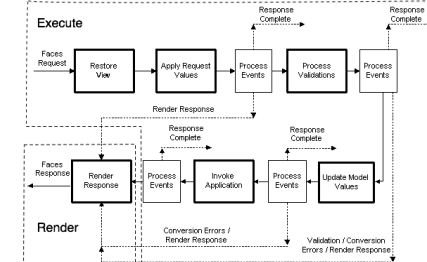 Execute
Response
Complete
Response
Complete
Faces
Request
Restore
View
Apply Request
Values
Process
Events
Process
Validations
Process
Events
Render Response
Response
Complete
Response
Complete
Faces
Response
Render
Response
Process
Events
Invoke
Application
Process
Events
Update Model
Values
Render
Conversion Errors /
Render Response
Validation / Conversion
Errors / Render Response